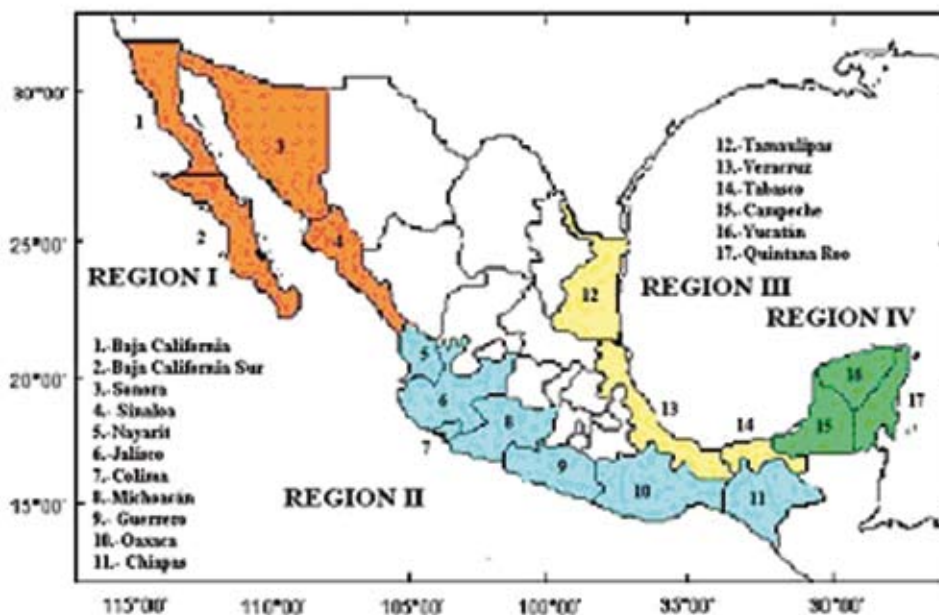 30°00'
25°00'
20°00'
15°00'
1
2
3
4
REGION I
12.-Tamaulipas
13.-Veracruz
14.-Tabasco
15.-Campeche
16.-Yucatán
17.-Quintana Roo
12
REGION III
REGION IV
1.-Baja California
2.-Baja California Sur
3.-Sonora
4.- Sinaloa
5.-Nayarit
6.-Jalisco
7.-Colima
8.-Michoacán
9.- Guerrero
10.-Oaxaca
11.- Chiapas
5
6
7
8
9
10
11
13
14
15
16
17
REGION II
115°00'
110°00'
105°00'
100°00'
95°00'
90°00'